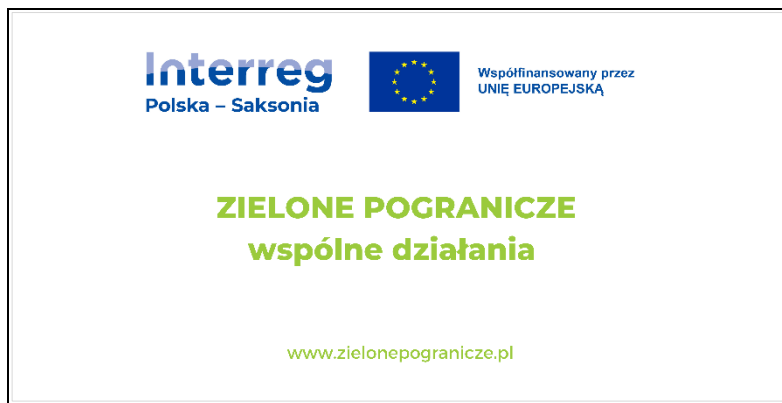 Interreg
Polska – Saksonia
Współfinansowany przez
UNIĘ EUROPEJSKĄ
ZIELONE POGRANICZE
wspólne działania
www.zielonepogranicze.pl